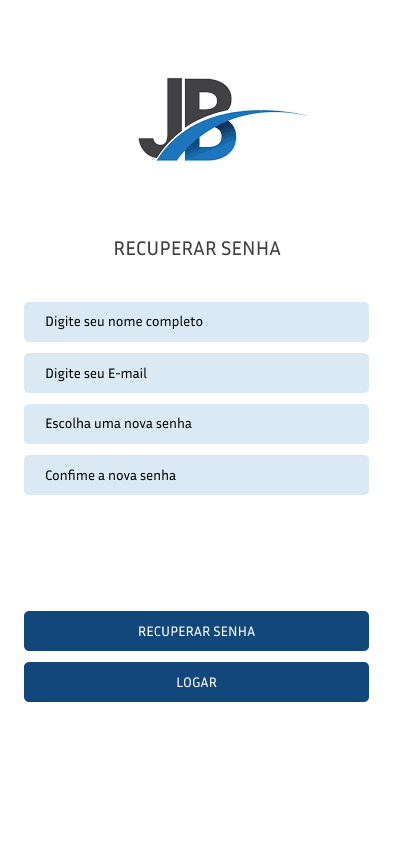 JB
RECUPERAR SENHA
Digite seu nome completo
Digite seu E-mail
Escolha uma nova senha
Confime a nova senha
RECUPERAR SENHA
LOGAR